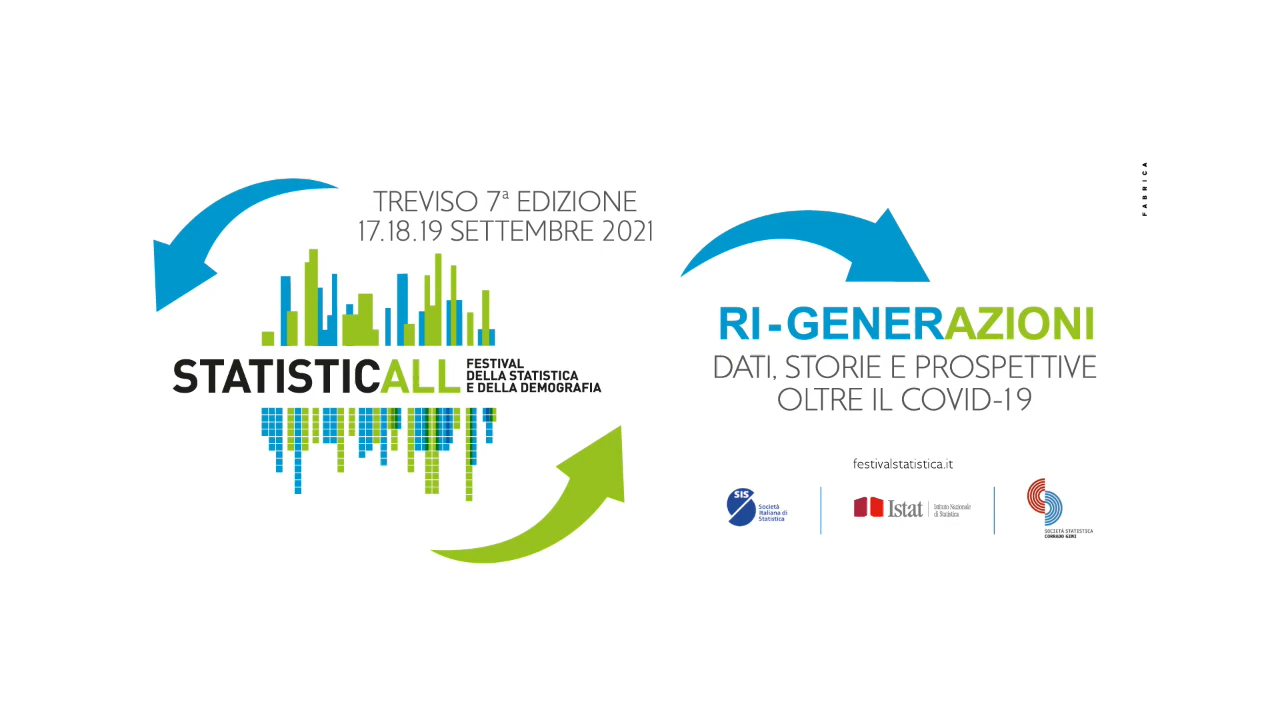 TREVISO 7ª EDIZIONE
17.18.19 SETTEMBRE 2021
STATISTICALL
FESTIVAL
DELLA STATISTICA
E DELLA DEMOGRAFIA
RI-GENERAZIONI
DATI, STORIE E PROSPETTIVE
OLTRE IL COVID-19
festivalstatistica.it
SIS
Società
Italiana di
Statistica
Istat
Istituto Nazionale
di Statistica
SOCIETÀ STATISTICA
CORRADO GINI
FABRICA